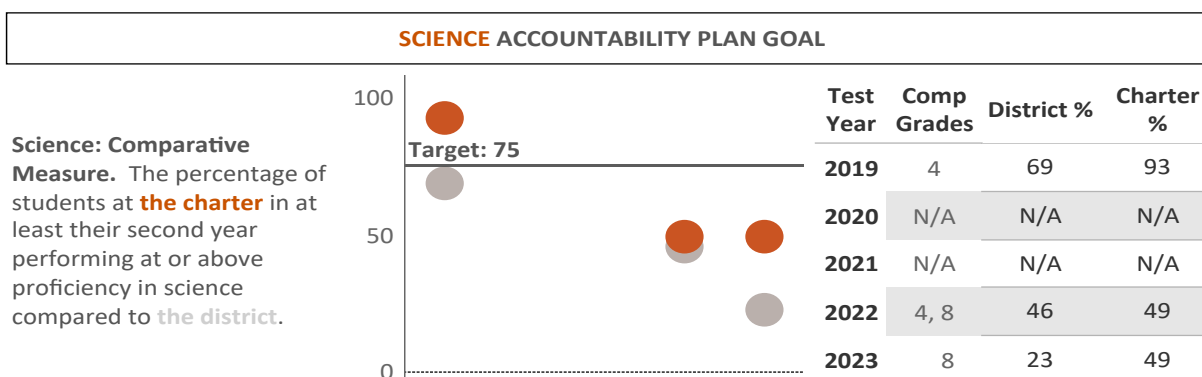 SCIENCE ACCOUNTABILITY PLAN GOAL
Science: Comparative
Measure. The percentage of
students at the charter in at
least their second year
performing at or above
proficiency in science
compared to the district.
100
Target: 75
50
0
Test Year Comp Grades District % Charter %
2019 4 69 93
2020 N/A N/A N/A
2021 N/A N/A N/A
2022 4, 8 46 49
2023 8 23 49